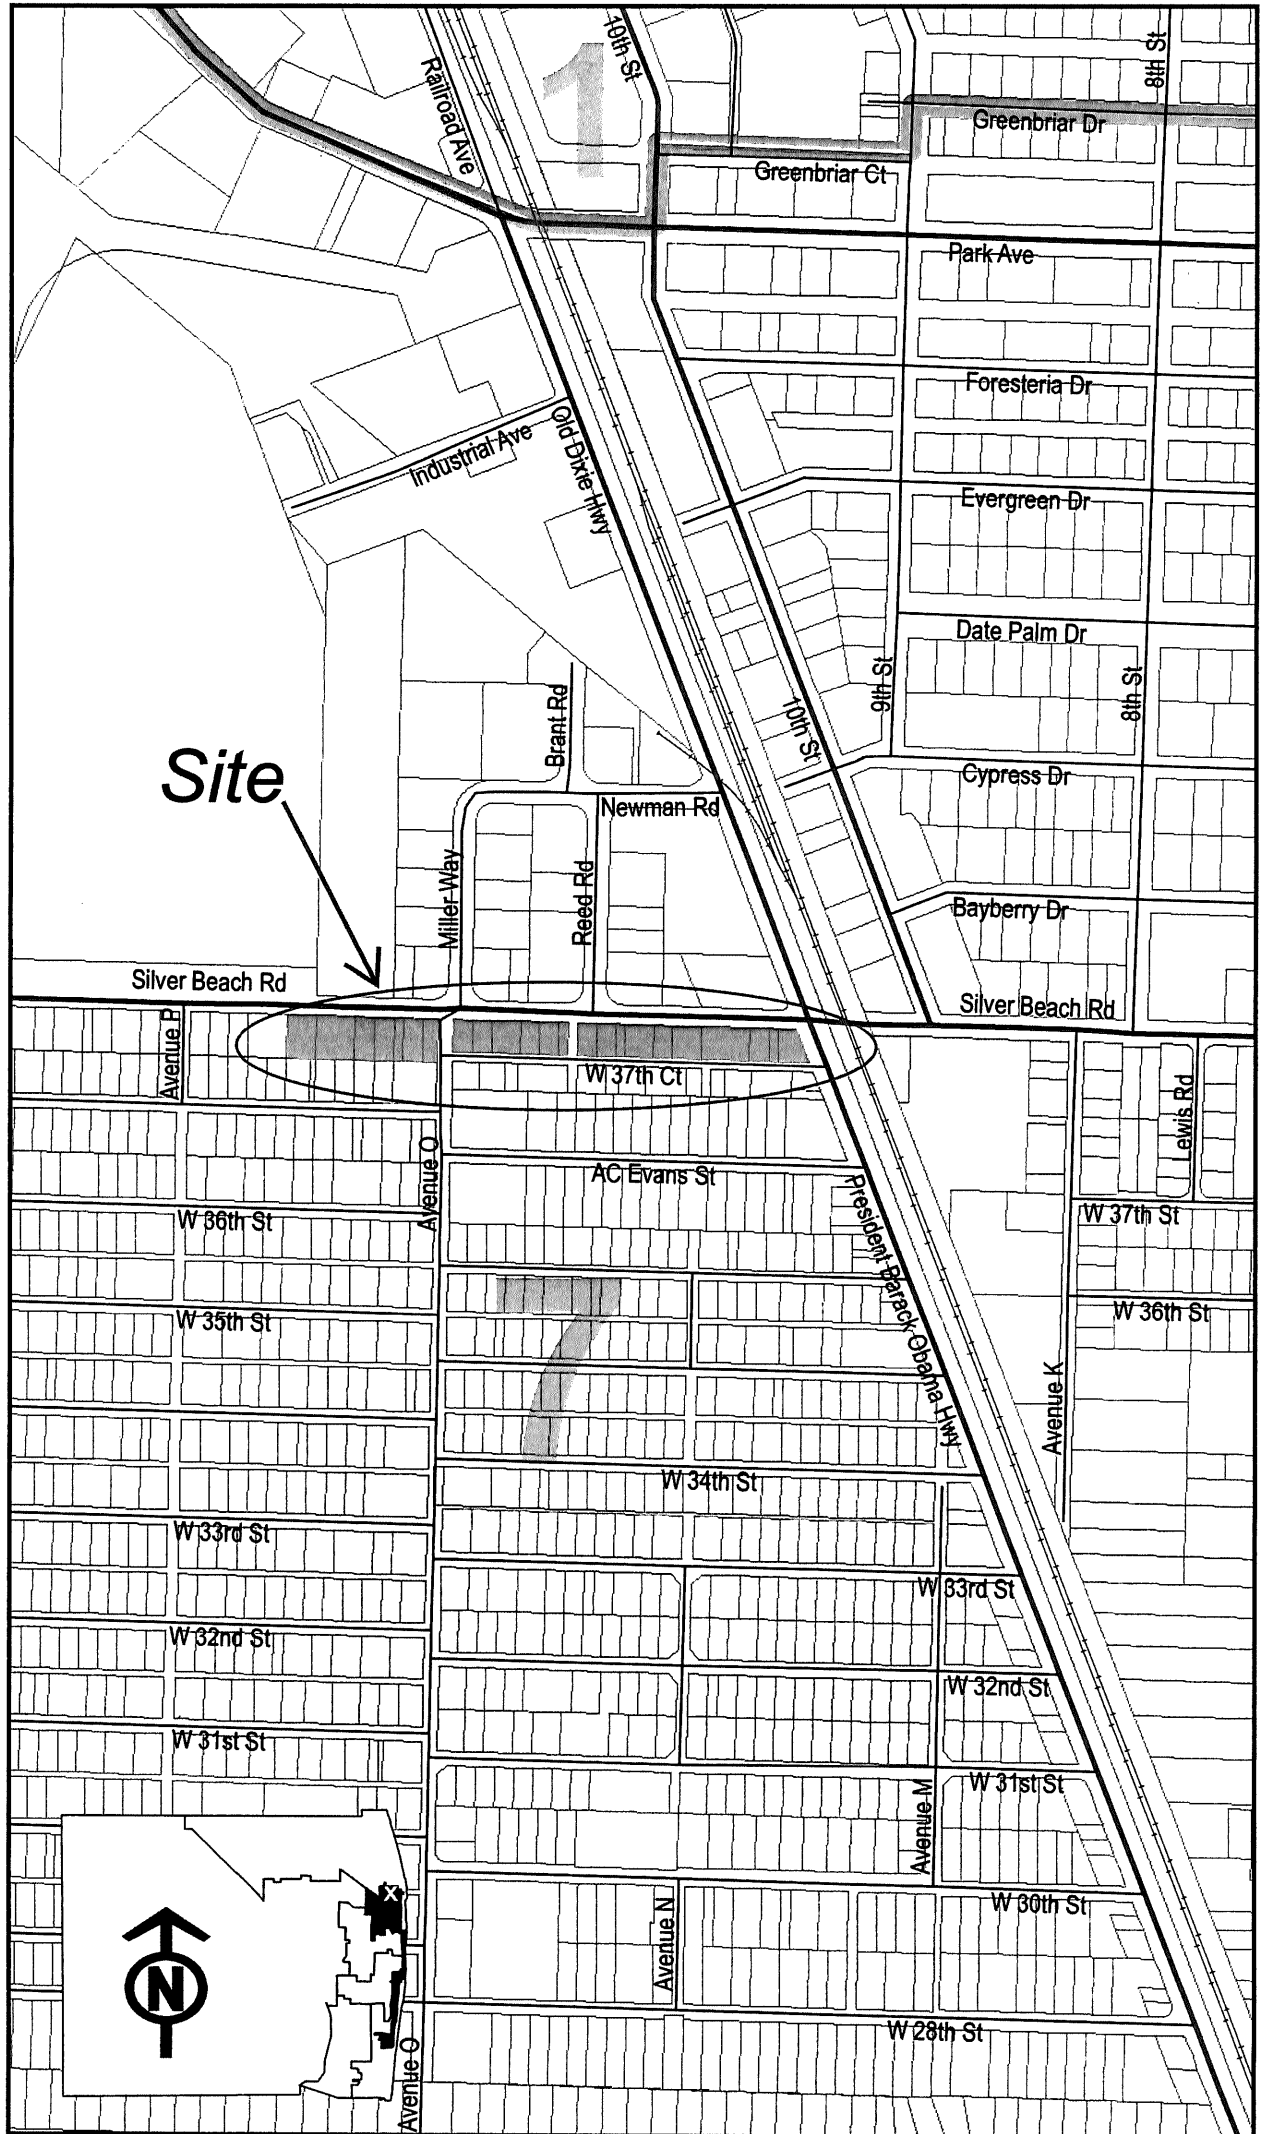 10th St
8th St
1
Railroad Ave
Greenbriar Dr
Greenbriar Ct
Park Ave
Foresteria Dr
Old Dixie Hwy
Industrial Ave
Evergreen Dr
Date Palm Dr
9th St
8th St
Brant Rd
10th St
Site
Cypress Dr
Newman Rd
Miller Way
Reed Rd
Bayberry Dr
Silver Beach Rd
Silver Beach Rd
Avenue P
W 37th Ct
Lewis Rd
Avenue O
AC Evans St
President Barack Obama Hwy
W 36th St
W 37th St
7
W 35th St
W 36th St
Avenue K
W 34th St
W 33rd St
W 33rd St
W 32nd St
W 32nd St
W 31st St
W 31st St
Avenue M
X
W 30th St
Avenue N
N
W 28th St
Avenue O